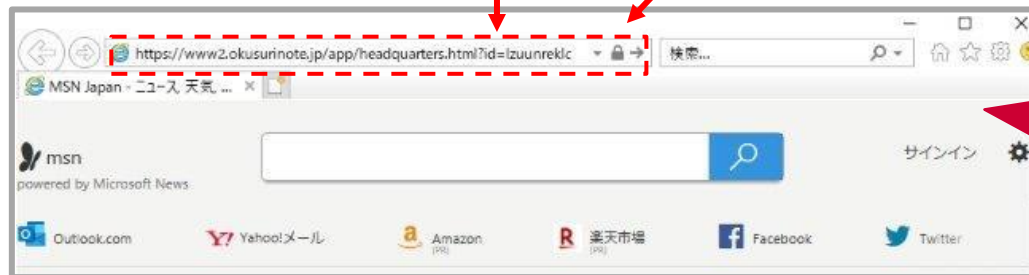 https://www2.okusurinote.jp/app/headquarters.html?id=lzuunreklc
検索...
MSN Japan - ニュース, 天気, ...
msn
powered by Microsoft News
サインイン
Outlook.com
Yahoo!メール
Amazon
(PR)
楽天市場
(PR)
Facebook
Twitter